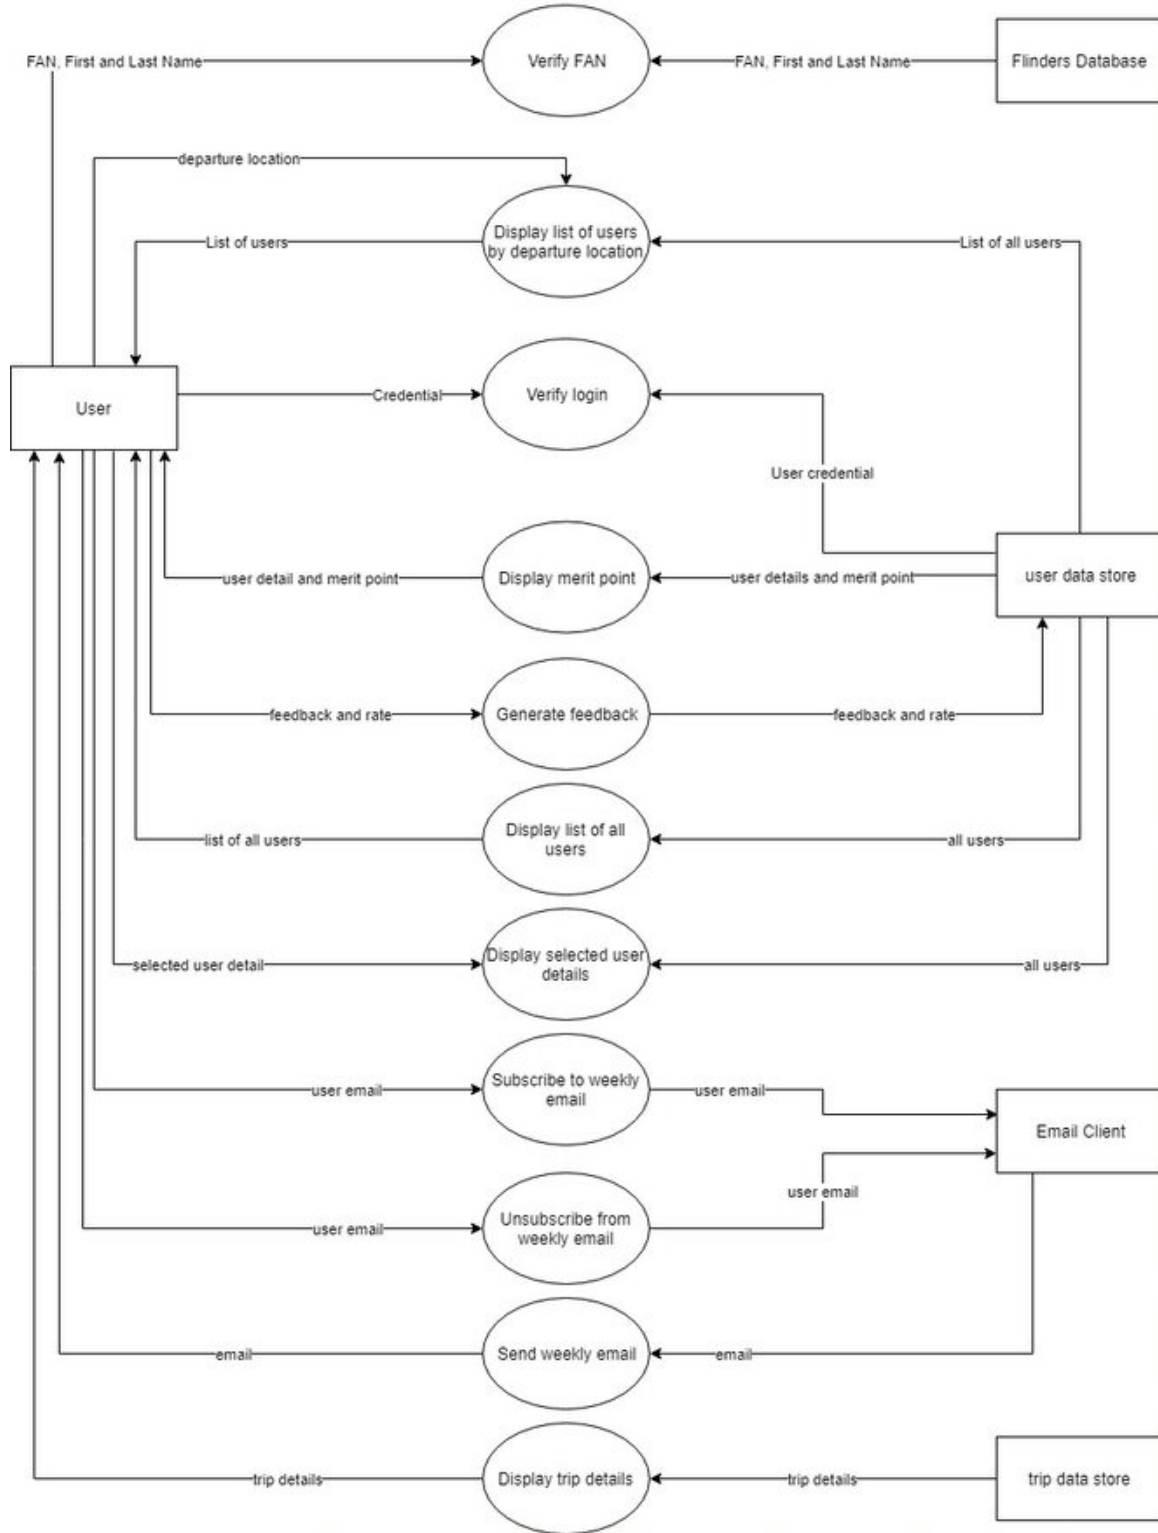 FAN, First and Last Name
Verify FAN
FAN, First and Last Name
Flinders Database
departure location
List of users
Display list of users
by departure location
List of all users
User
Credential
Verify login
User credential
user detail and merit point
Display merit point
user details and merit point
user data store
feedback and rate
Generate feedback
feedback and rate
list of all users
Display list of all
users
all users
selected user detail
Display selected user
details
all users
user email
Subscribe to weekly
email
user email
Email Client
user email
Unsubscribe from
weekly email
user email
email
Send weekly email
email
trip details
Display trip details
trip details
trip data store